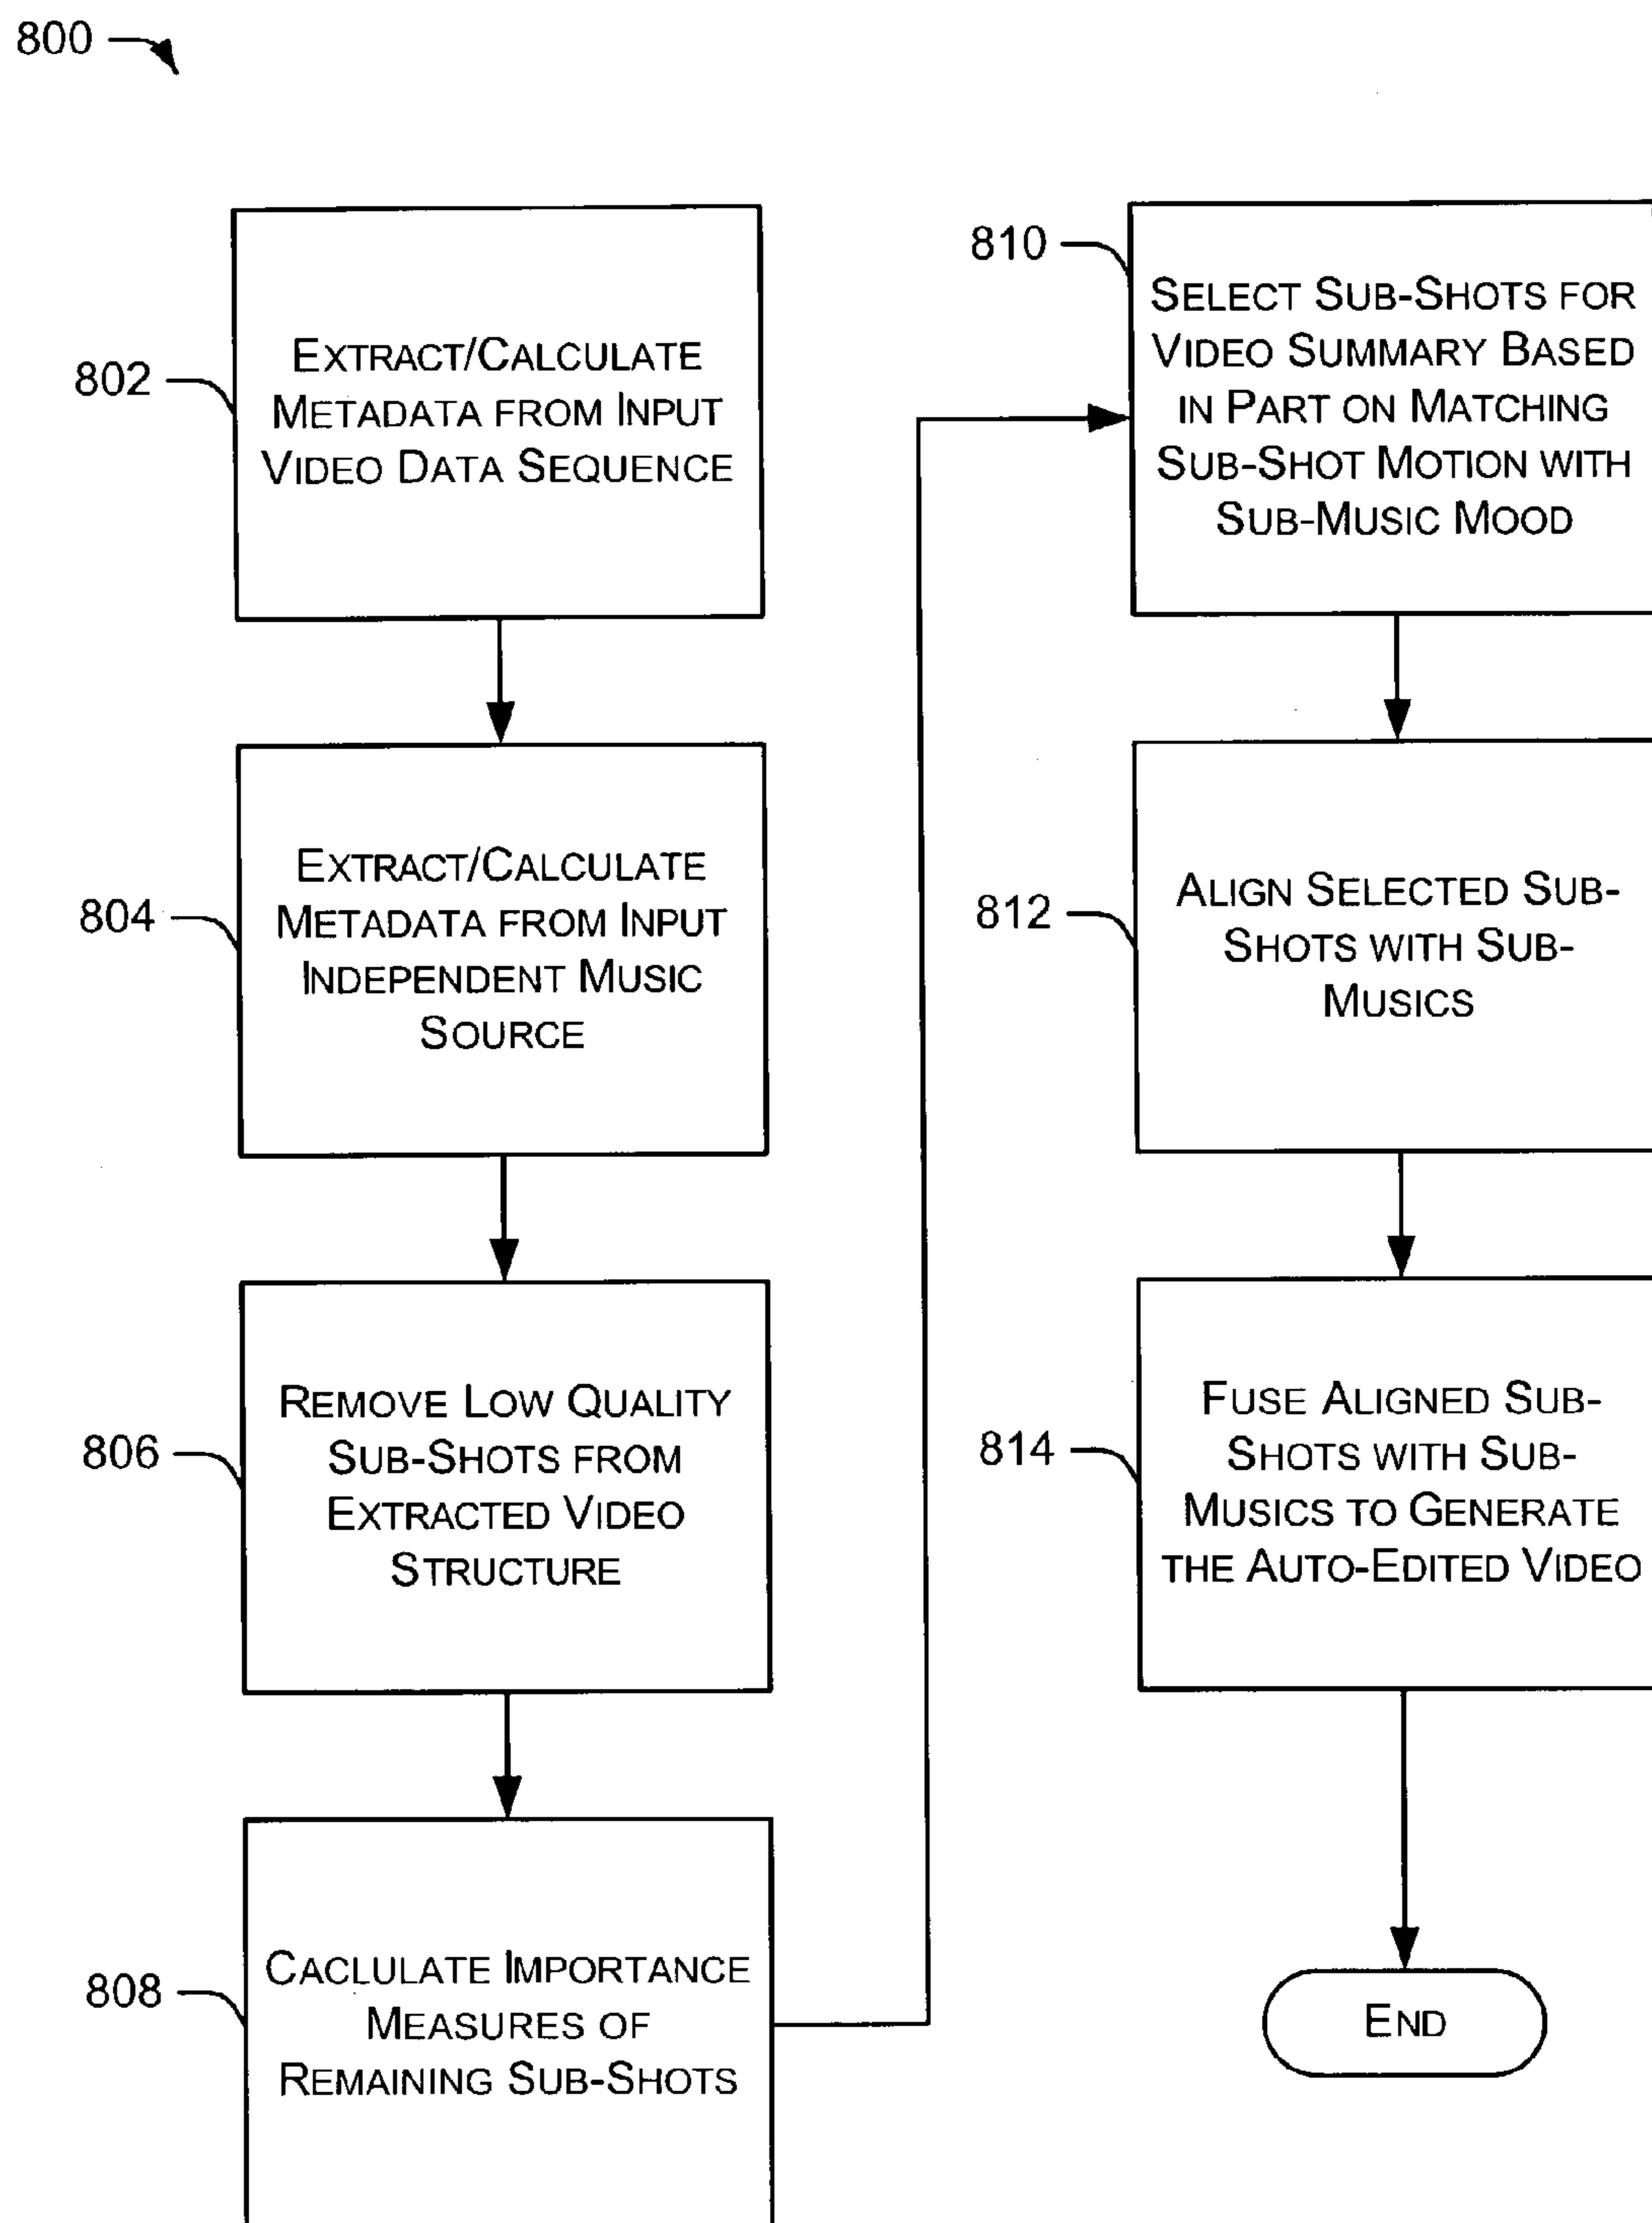 800
802
EXTRACT/CALCULATE
METADATA FROM INPUT
VIDEO DATA SEQUENCE
804
EXTRACT/CALCULATE
METADATA FROM INPUT
INDEPENDENT MUSIC
SOURCE
806
REMOVE LOW QUALITY
SUB-SHOTS FROM
EXTRACTED VIDEO
STRUCTURE
808
CACLULATE IMPORTANCE
MEASURES OF
REMAINING SUB-SHOTS
810
SELECT SUB-SHOTS FOR
VIDEO SUMMARY BASED
IN PART ON MATCHING
SUB-SHOT MOTION WITH
SUB-MUSIC MOOD
812
ALIGN SELECTED SUB-
SHOTS WITH SUB-
MUSICS
814
FUSE ALIGNED SUB-
SHOTS WITH SUB-
MUSICS TO GENERATE
THE AUTO-EDITED VIDEO
END